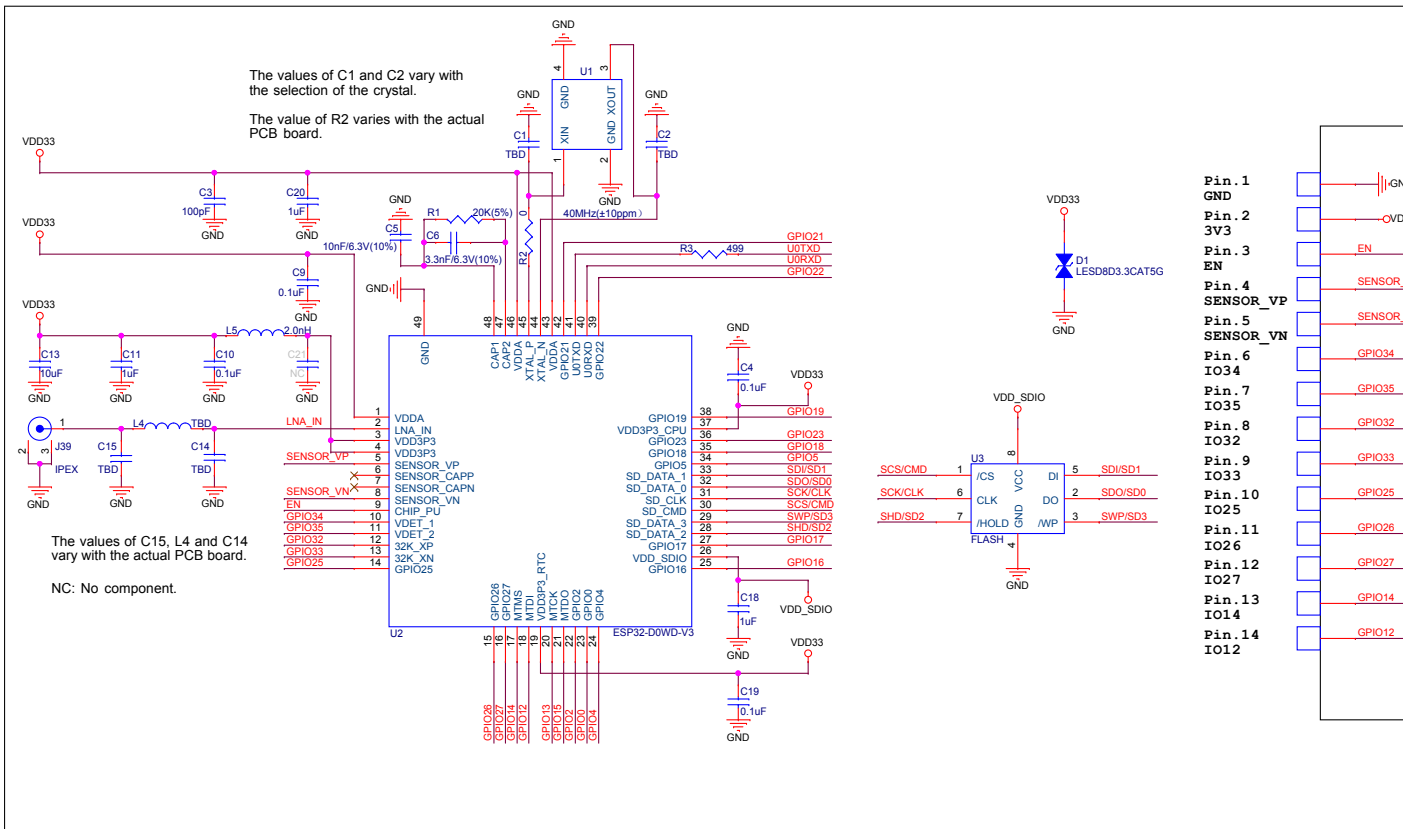 The values of C1 and C2 vary with
the selection of the crystal.
The value of R2 varies with the actual
PCB board.
GND
4
3
U1
GND
XOUT
XIN
GND
1
2
GND
GND
C1
TBD
GND
C2
TBD
40MHz(±10ppm）
VDD33
C3
100pF
GND
C20
1uF
GND
VDD33
C9
0.1uF
GND
R1
20K(5%)
C5
10nF/6.3V(10%)
C6
3.3nF/6.3V(10%)
GND
R2
0
GPIO21
R3
499
U0TXD
U0RXD
GPIO22
VDD33
L5
2.0nH
C13
10uF
GND
C11
1uF
GND
C10
0.1uF
GND
C21
NC
GND
J39
IPEX
1
2
3
GND
C15
TBD
GND
L4
TBD
C14
TBD
GND
LNA_IN
The values of C15, L4 and C14
vary with the actual PCB board.
NC: No component.
49
48
47
46
45
44
43
42
41
40
39
GND
CAP1
CAP2
VDDA
XTAL_P
XTAL_N
VDDA
GPIO21
U0TXD
U0RXD
GPIO22
1 VDDA
2 LNA_IN
3 VDD3P3
4 VDD3P3
SENSOR_VP 5 SENSOR_VP
6 SENSOR_CAPP
7 SENSOR_CAPN
SENSOR_VN 8 SENSOR_VN
EN 9 CHIP_PU
GPIO34 10 VDET_1
GPIO35 11 VDET_2
GPIO32 12 32K_XP
GPIO33 13 32K_XN
GPIO25 14 GPIO25
GPIO19 38 GPIO19
VDD3P3_CPU 37
GPIO23 36 GPIO23
GPIO18 35 GPIO18
GPIO5 34 GPIO5
SD_DATA_1 33 SDI/SD1
SD_DATA_0 32 SDO/SD0
SD_CLK 31 SCK/CLK
SD_CMD 30 SCS/CMD
SD_DATA_3 29 SWP/SD3
SD_DATA_2 28 SHD/SD2
GPIO17 27 GPIO17
VDD_SDIO 26
GPIO16 25 GPIO16
GPIO26
GPIO27
MTMS
MTDI
VDD3P3_RTC
MTCK
MTDO
GPIO2
GPIO0
GPIO4
U2
ESP32-D0WD-V3
15
16
17
18
19
20
21
22
23
24
GPIO26
GPIO27
GPIO14
GPIO12
GPIO13
GPIO15
GPIO2
GPIO0
GPIO4
GND
C4
0.1uF
VDD33
C18
1uF
GND
VDD_SDIO
VDD33
C19
0.1uF
GND
VDD33
D1
LESD8D3.3CAT5G
GND
VDD_SDIO
8
U3
SCS/CMD 1 /CS
SCK/CLK 6 CLK
SHD/SD2 7 /HOLD
VCC
GND
DI 5 SDI/SD1
DO 2 SDO/SD0
/WP 3 SWP/SD3
FLASH
4
GND
Pin.1
GND
Pin.2
3V3
Pin.3
EN
EN
Pin.4
SENSOR_VP
SENSOR_
Pin.5
SENSOR_VN
SENSOR_
Pin.6
IO34
GPIO34
Pin.7
IO35
GPIO35
Pin.8
IO32
GPIO32
Pin.9
IO33
GPIO33
Pin.10
IO25
GPIO25
Pin.11
IO26
GPIO26
Pin.12
IO27
GPIO27
Pin.13
IO14
GPIO14
Pin.14
IO12
GPIO12